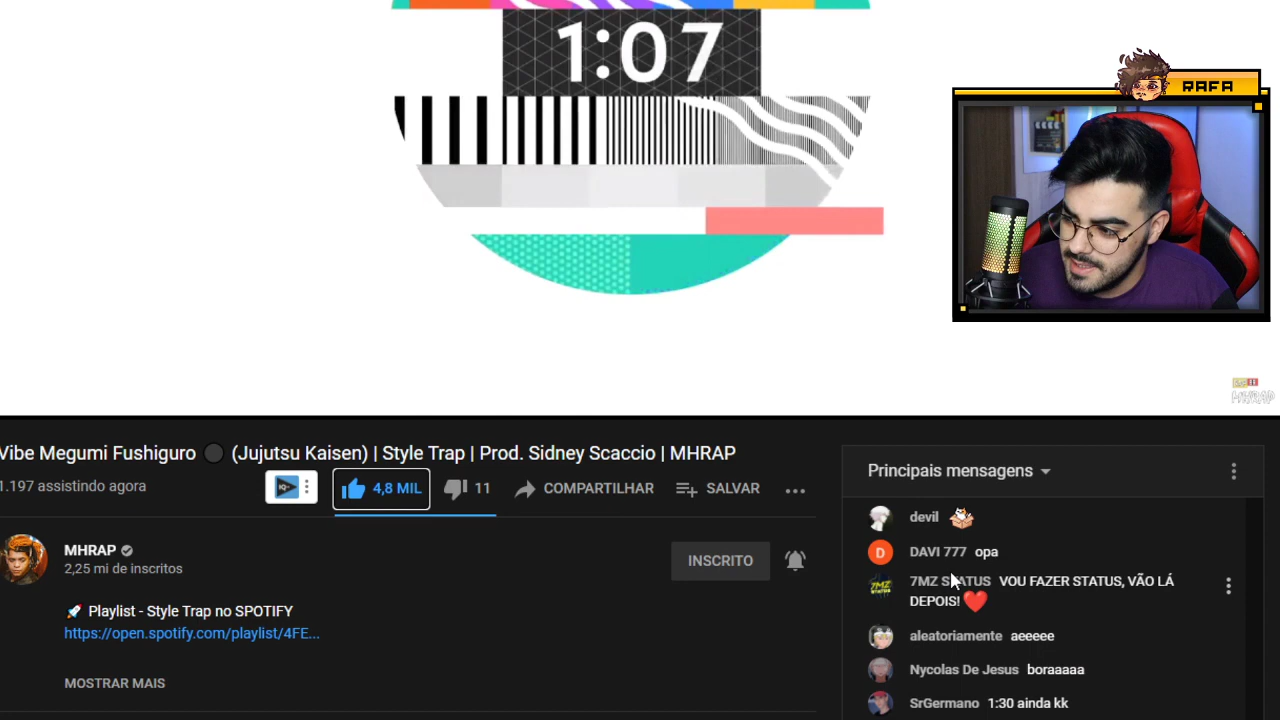 1:07
RAFA
MHRAP
Vibe Megumi Fushiguro (Jujutsu Kaisen) | Style Trap | Prod. Sidney Scaccio | MHRAP
1.197 assistindo agora
4,8 MIL
11
COMPARTILHAR
SALVAR
MHRAP
2,25 mi de inscritos
INSCRITO
🚀 Playlist - Style Trap no SPOTIFY
https://open.spotify.com/playlist/4FE...
MOSTRAR MAIS
Principais mensagens
devil
D DAVI 777 opa
7MZ STATUS VOU FAZER STATUS, VÃO LÁ
DEPOIS! ❤️
aleatoriamente aeeeee
Nycolas De Jesus boraaaaa
SrGermano 1:30 ainda kk